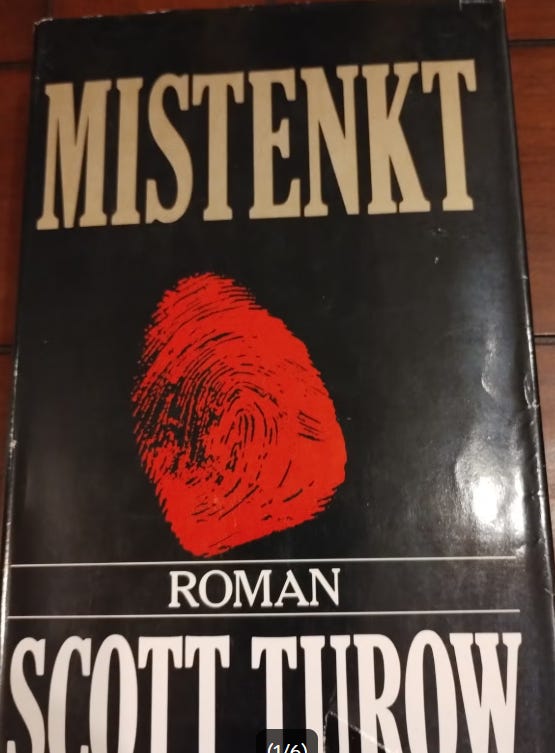 MISTENKT
ROMAN
SCOTT TUROW
(1/6)